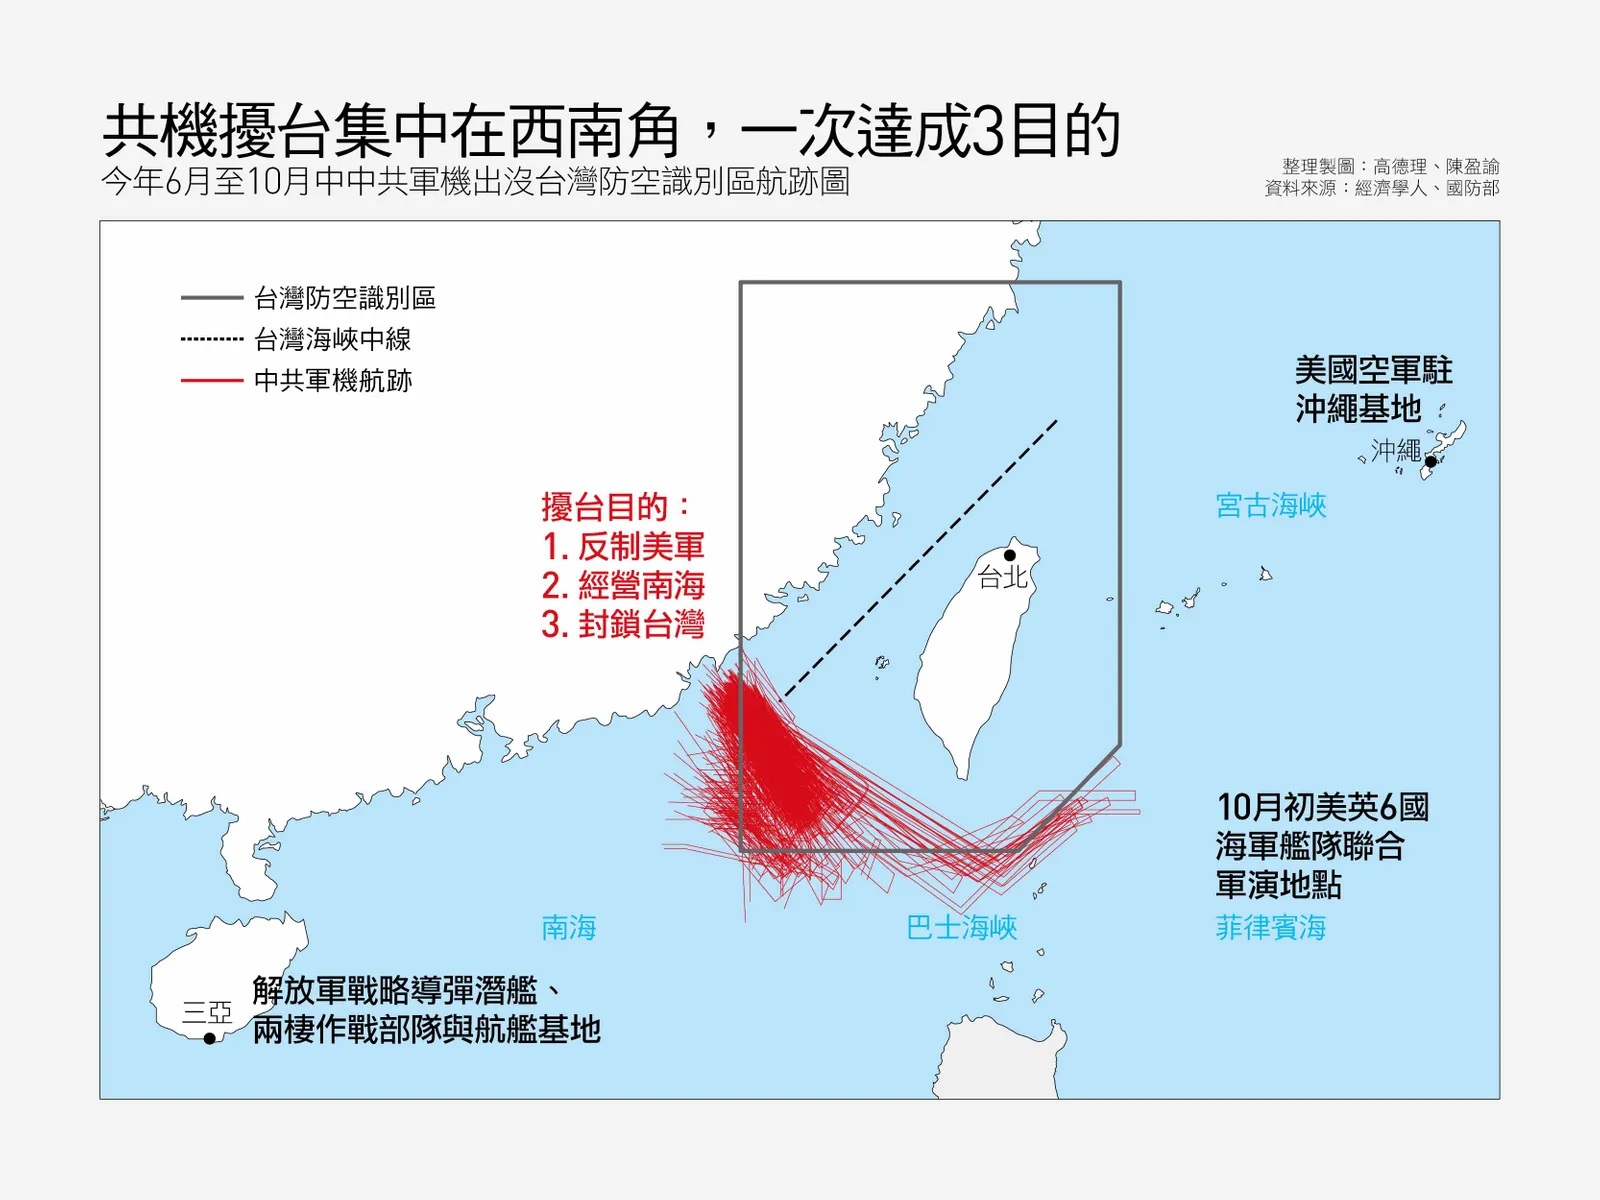 共機擾台集中在西南角，一次達成3目的
今年6月至10月中中共軍機出沒台灣防空識別區航跡圖
整理製圖：高德理、陳盈諭
資料來源：經濟學人、國防部
台灣防空識別區
台灣海峽中線
中共軍機航跡
美國空軍駐
沖繩基地
沖繩
宮古海峽
擾台目的：
1. 反制美軍
2. 經營南海
3. 封鎖台灣
台北
10月初美英6國
海軍艦隊聯合
軍演地點
菲律賓海
南海
巴士海峽
三亞
解放軍戰略導彈潛艦、
兩棲作戰部隊與航艦基地